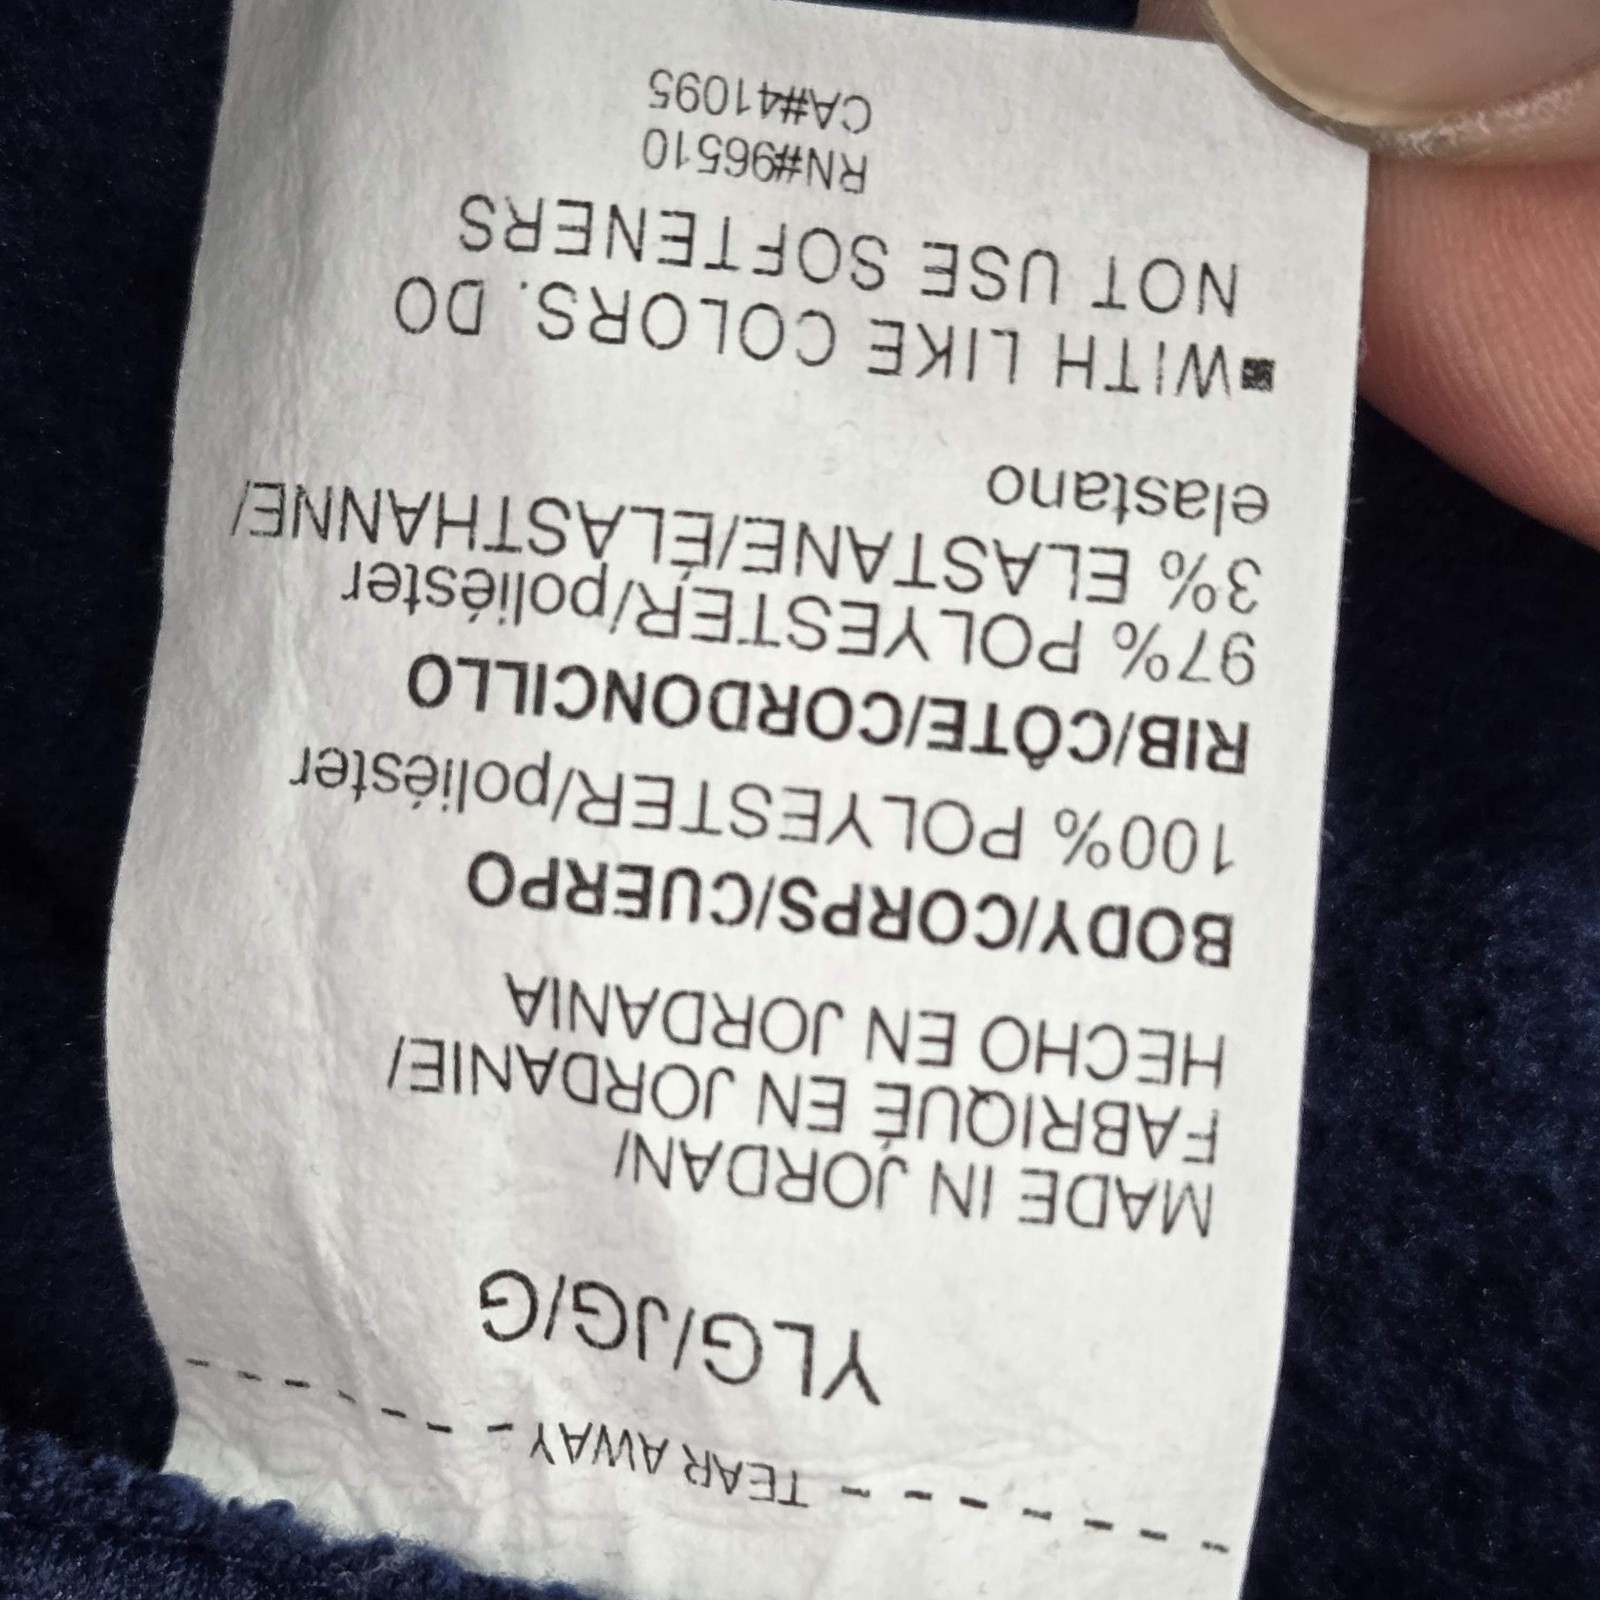 TEAR AWAY
YLG/JG/G
MADE IN JORDAN/
FABRIQUÉ EN JORDANIE/
HECHO EN JORDANIA
BODY/CORPS/CUERPO
100% POLYESTER/poliéster
RIB/CÔTE/CORDONCILLO
97% POLYESTER/poliéster
3% ELASTANE/ÉLASTHANNE/
elastano
▪WITH LIKE COLORS. DO
NOT USE SOFTENERS
RN#96510
CA#41095